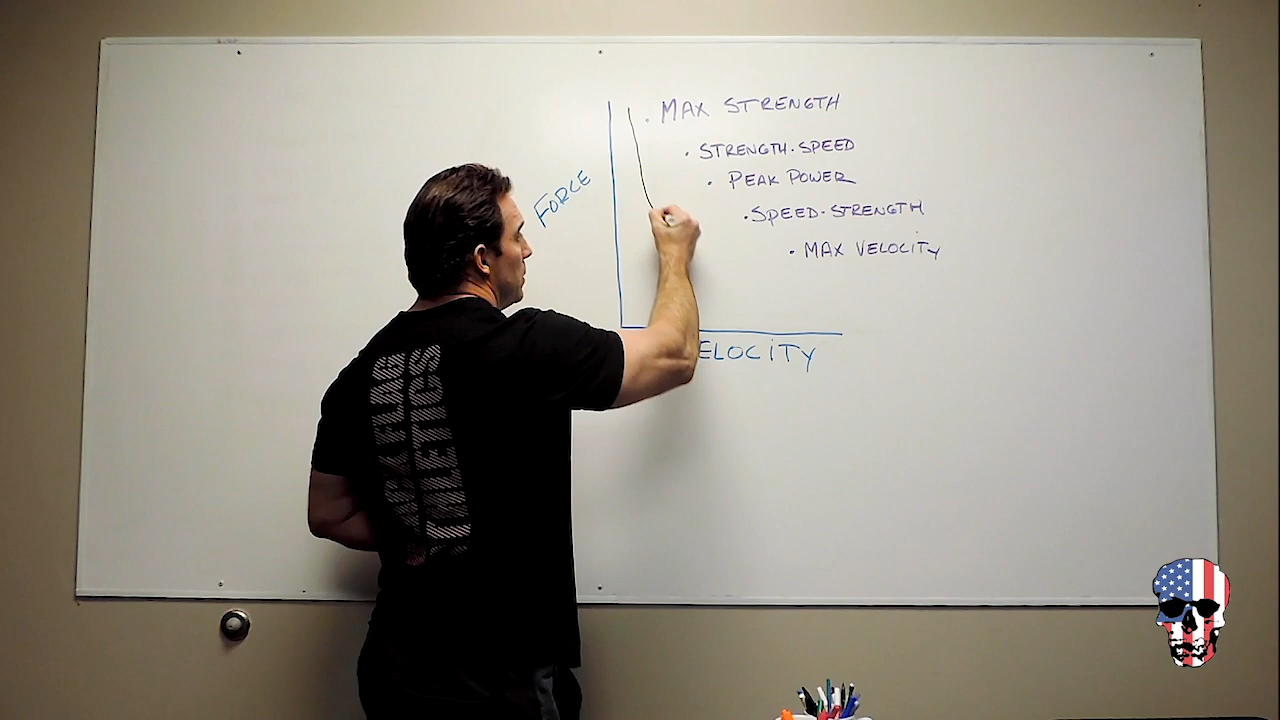 · MAX STRENGTH
· STRENGTH·SPEED
· PEAK POWER
· SPEED·STRENGTH
· MAX VELOCITY
FORCE
ELOCITY